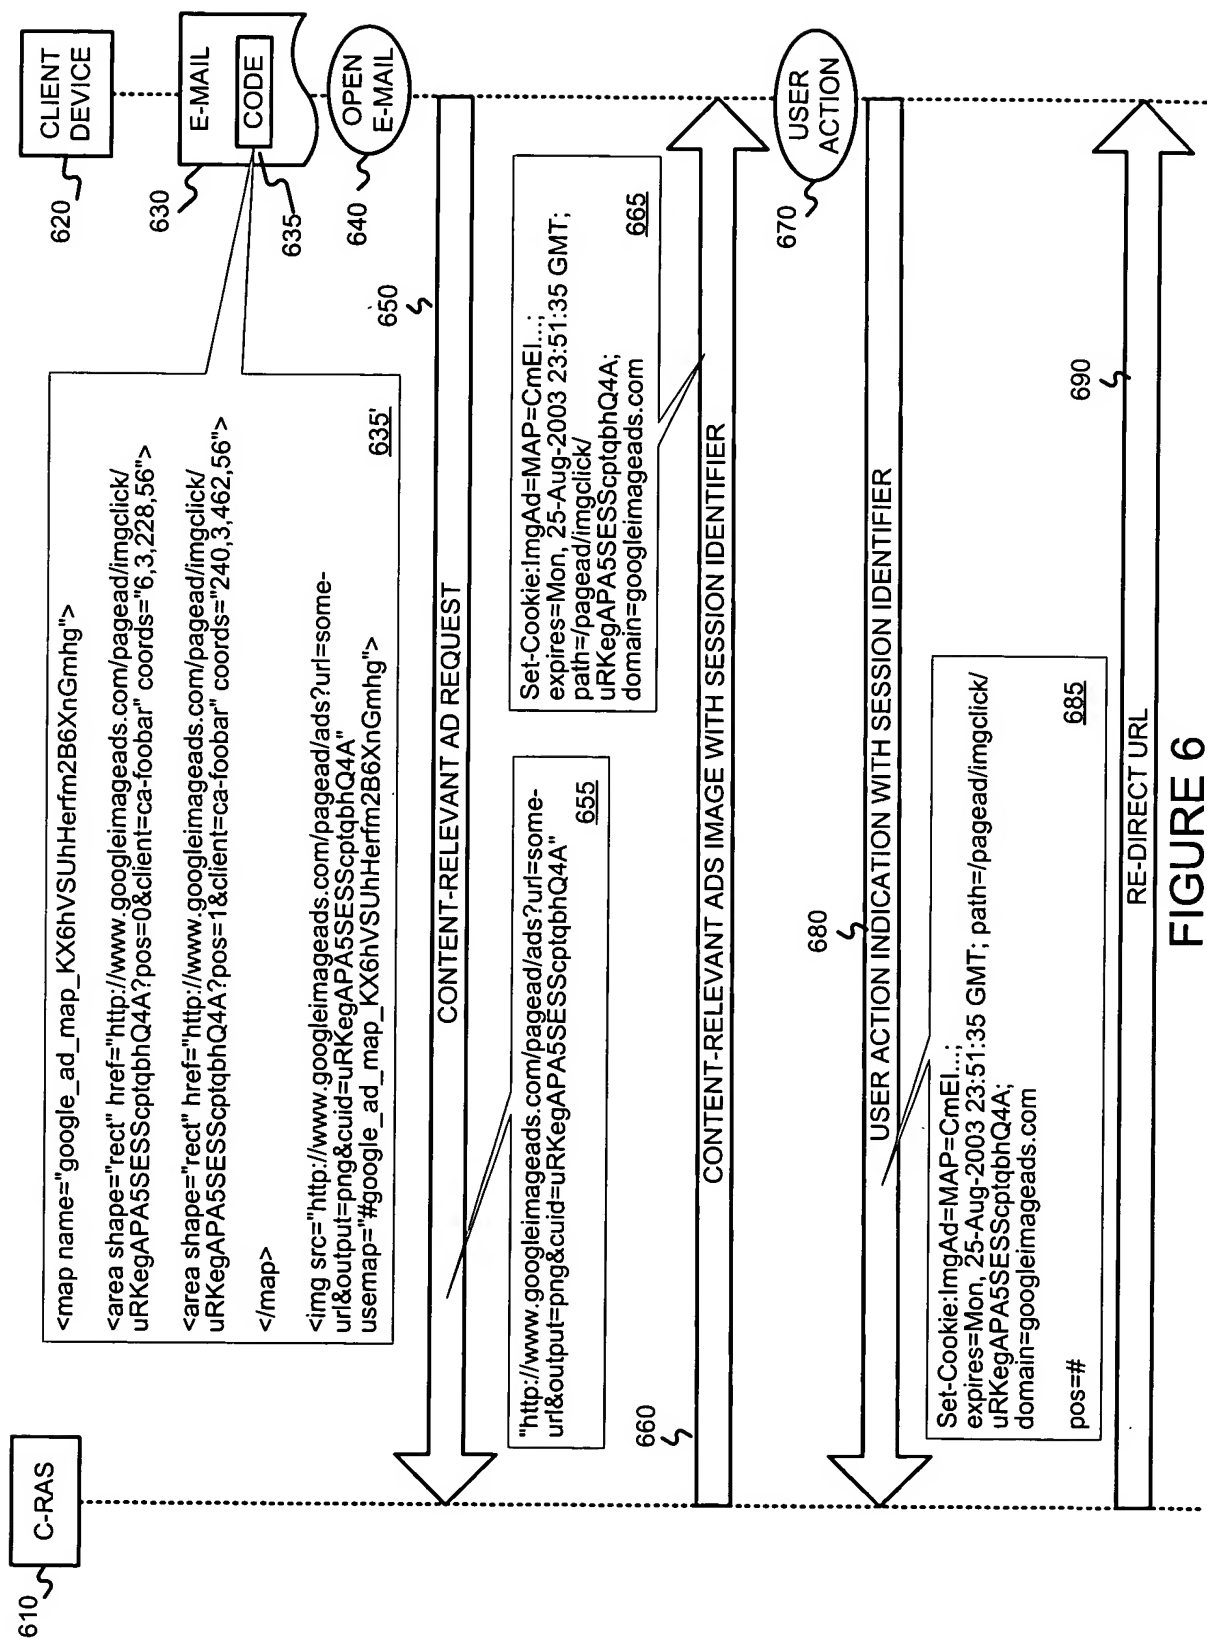 610
C-RAS
CLIENT
DEVICE
620
E-MAIL
CODE
630
635
OPEN
E-MAIL
640
<map name="google_ad_map_KX6hVSUhHerfm2B6XnGmhg">
<area shape="rect" href="http://www.googleimageads.com/pagead/imgclick/
uRKegAPA5SESScptqbhQ4A?pos=0&client=ca-foobar" coords="6,3,228,56">
<area shape="rect" href="http://www.googleimageads.com/pagead/imgclick/
uRKegAPA5SESScptqbhQ4A?pos=1&client=ca-foobar" coords="240,3,462,56">
</map>
<img src="http://www.googleimageads.com/pagead/ads?url=some-
url&output=png&cuid=uRKegAPA5SESScptqbhQ4A"
usemap="#google_ad_map_KX6hVSUhHerfm2B6XnGmhg">
635'
650
CONTENT-RELEVANT AD REQUEST
"http://www.googleimageads.com/pagead/ads?url=some-
url&output=png&cuid=uRKegAPA5SESScptqbhQ4A"
655
Set-Cookie:ImgAd=MAP=CmEI...;
expires=Mon, 25-Aug-2003 23:51:35 GMT;
path=/pagead/imgclick/
uRKegAPA5SESScptqbhQ4A;
domain=googleimageads.com
665
660
CONTENT-RELEVANT ADS IMAGE WITH SESSION IDENTIFIER
USER
ACTION
670
680
USER ACTION INDICATION WITH SESSION IDENTIFIER
Set-Cookie:ImgAd=MAP=CmEI...;
expires=Mon, 25-Aug-2003 23:51:35 GMT; path=/pagead/imgclick/
uRKegAPA5SESScptqbhQ4A;
domain=googleimageads.com
pos=#
685
690
RE-DIRECT URL
FIGURE 6